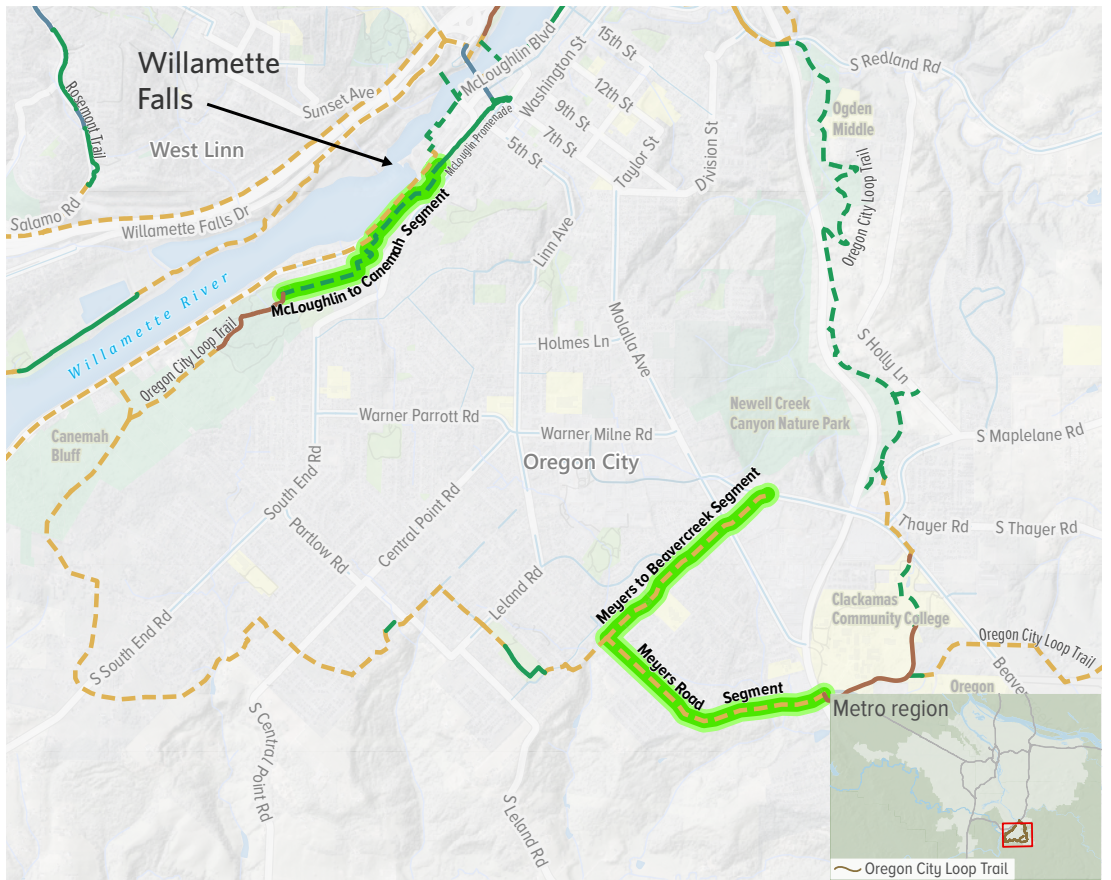 Willamette
Falls
Rosemont Trail
Sunset Ave
West Linn
Salamo Rd
Willamette Falls Dr
McLoughlin Blvd
Washington St
15th St
12th St
9th St
7th St
5th St
McLouglin Promenade
Taylor St
Division St
S Redland Rd
Ogden
Middle
Oregon City Loop Trail
McLoughlin to Canemah Segment
Linn Ave
Willamette River
Oregon City Loop Trail
Holmes Ln
Molalla Ave
S Holly Ln
Canemah
Bluff
Warner Parrott Rd
Warner Milne Rd
Newell Creek
Canyon Nature Park
S Maplelane Rd
Oregon City
South End Rd
Central Point Rd
Partlow Rd
Meyers to Beavercreek Segment
Thayer Rd
S Thayer Rd
Leland Rd
Clackamas
Community College
S South End Rd
Meyers Road
Segment
Oregon City Loop Trail
Beaver
Oregon
S Central
Point Rd
S Leland Rd
Metro region
Oregon City Loop Trail